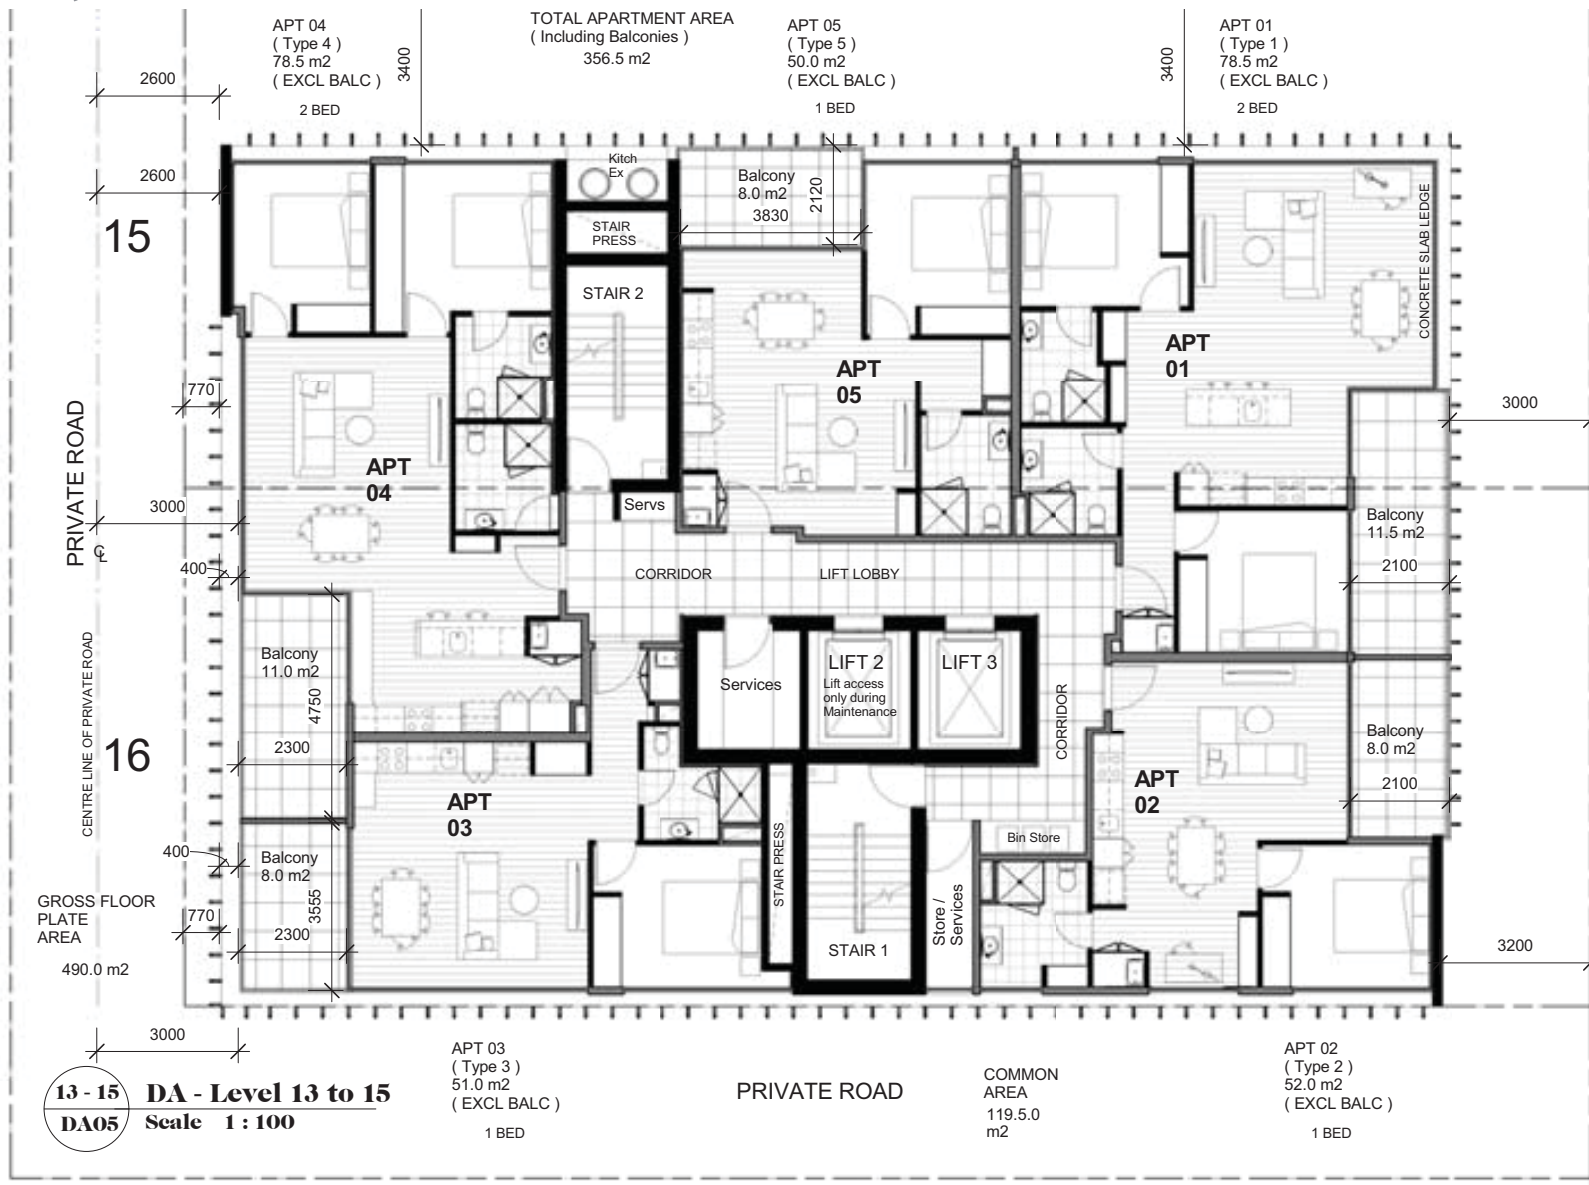 APT 04
( Type 4 )
78.5 m2
( EXCL BALC )
2 BED
3400
TOTAL APARTMENT AREA
( Including Balconies )
356.5 m2
APT 05
( Type 5 )
50.0 m2
( EXCL BALC )
1 BED
3400
APT 01
( Type 1 )
78.5 m2
( EXCL BALC )
2 BED
2600
2600
15
Kitch
Ex
STAIR
PRESS
STAIR 2
Balcony
8.0 m2
3830
2120
CONCRETE SLAB LEDGE
APT
01
APT
05
770
3000
PRIVATE ROAD
APT
04
3000
Servs
Balcony
11.5 m2
2100
℄
400
CORRIDOR
LIFT LOBBY
CENTRE LINE OF PRIVATE ROAD
Balcony
11.0 m2
4750
2300
Services
LIFT 2
Lift access
only during
Maintenance
LIFT 3
CORRIDOR
Balcony
8.0 m2
2100
16
APT
03
APT
02
400
Balcony
8.0 m2
3555
2300
STAIR PRESS
Bin Store
Store /
Services
STAIR 1
GROSS FLOOR
PLATE
AREA
490.0 m2
770
3200
3000
13 - 15
DA05
DA - Level 13 to 15
Scale 1 : 100
APT 03
( Type 3 )
51.0 m2
( EXCL BALC )
1 BED
PRIVATE ROAD
COMMON
AREA
119.5.0
m2
APT 02
( Type 2 )
52.0 m2
( EXCL BALC )
1 BED